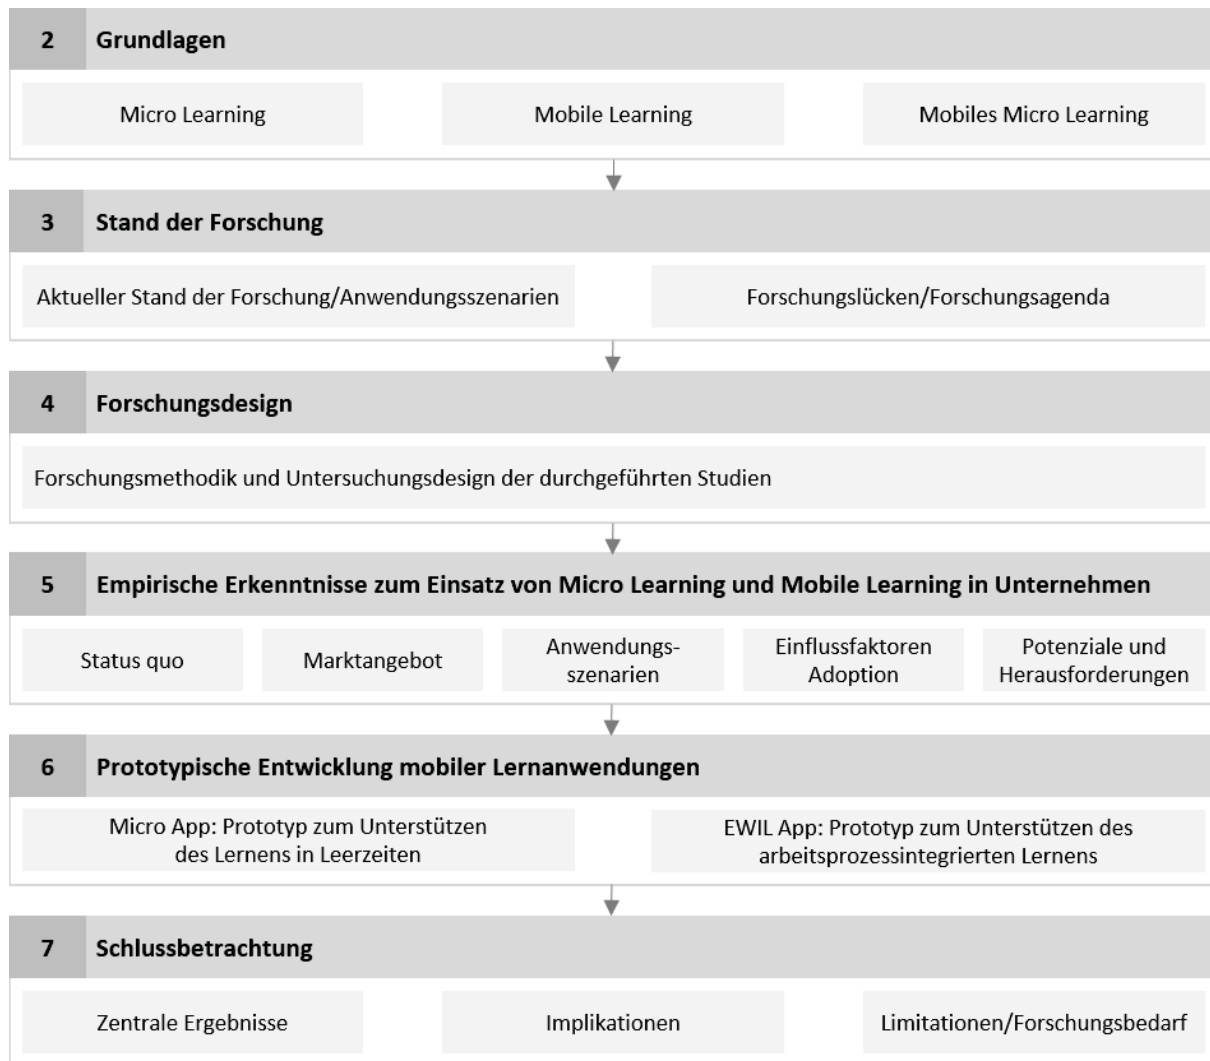 2 Grundlagen
Micro Learning
Mobile Learning
Mobiles Micro Learning
3 Stand der Forschung
Aktueller Stand der Forschung/Anwendungsszenarien
Forschungslücken/Forschungsagenda
4 Forschungsdesign
Forschungsmethodik und Untersuchungsdesign der durchgeführten Studien
5 Empirische Erkenntnisse zum Einsatz von Micro Learning und Mobile Learning in Unternehmen
Status quo
Marktangebot
Anwendungs-
szenarien
Einflussfaktoren
Adoption
Potenziale und
Herausforderungen
6 Prototypische Entwicklung mobiler Lernanwendungen
Micro App: Prototyp zum Unterstützen
des Lernens in Leerzeiten
EWIL App: Prototyp zum Unterstützen des
arbeitsprozessintegrierten Lernens
7 Schlussbetrachtung
Zentrale Ergebnisse
Implikationen
Limitationen/Forschungsbedarf